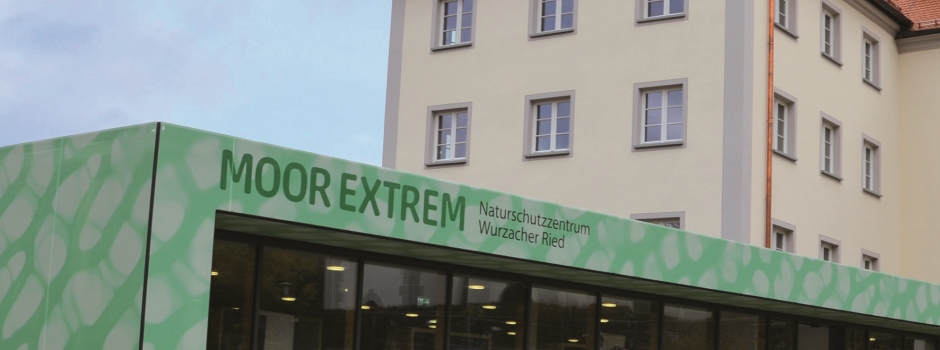 MOOR EXTREM
Naturschutzzentrum
Wurzacher Ried